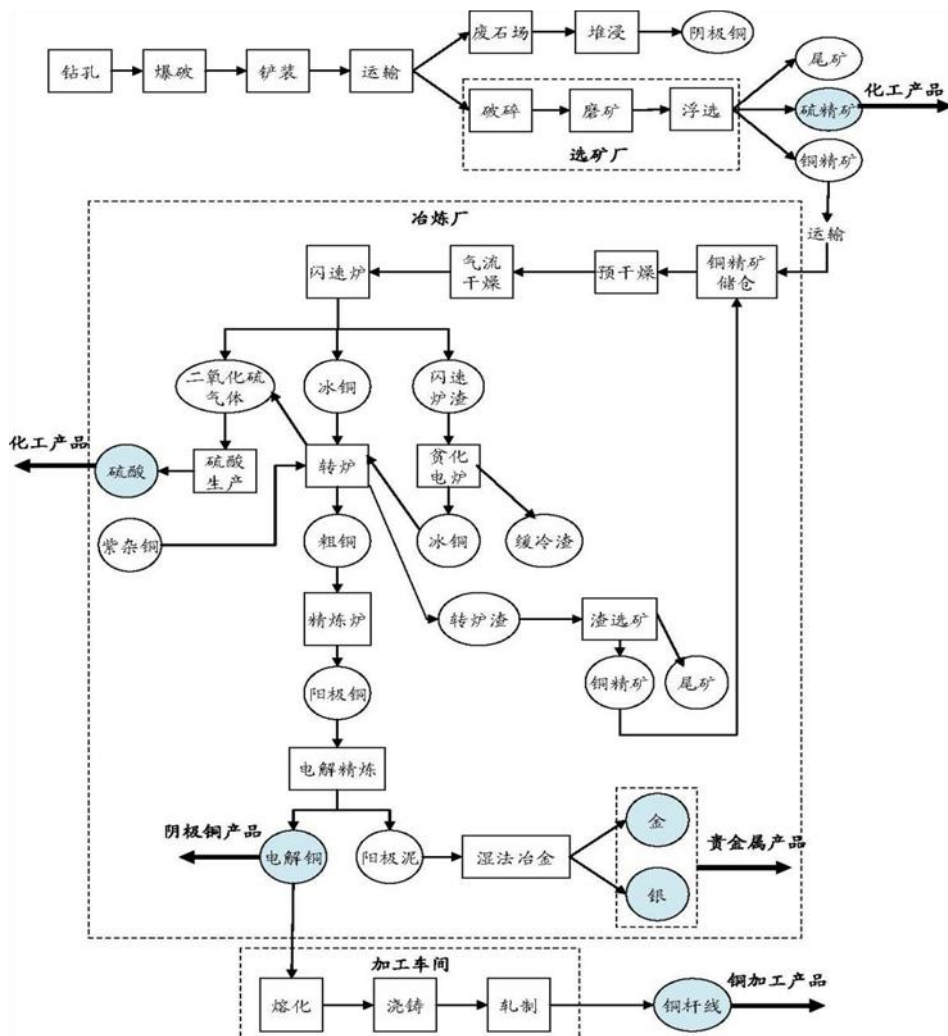 废石场
堆浸
阴极铜
钻孔
爆破
铲装
运输
尾矿
化工产品
破碎
磨矿
浮选
硫精矿
选矿厂
铜精矿
冶炼厂
运输
闪速炉
气流
干燥
预干燥
铜精矿
储仓
二氧化硫
气体
冰铜
闪速
炉渣
化工产品
硫酸
硫酸
生产
转炉
贫化
电炉
紫杂铜
粗铜
冰铜
缓冷渣
精炼炉
转炉渣
渣选矿
阳极铜
铜精矿
尾矿
电解精炼
阴极铜产品
金
电解铜
阳极泥
湿法冶金
贵金属产品
银
加工车间
铜加工产品
熔化
浇铸
轧制
铜杆线